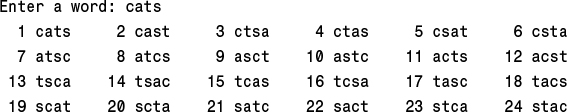 Enter a word: cats
1 cats 2 cast 3 ctsa 4 ctas 5 csat 6 csta
7 atsc 8 atcs 9 asct 10 astc 11 acts 12 acst
13 tsca 14 tsac 15 tcas 16 tcsa 17 tasc 18 tacs
19 scat 20 scta 21 satc 22 sact 23 stca 24 stac